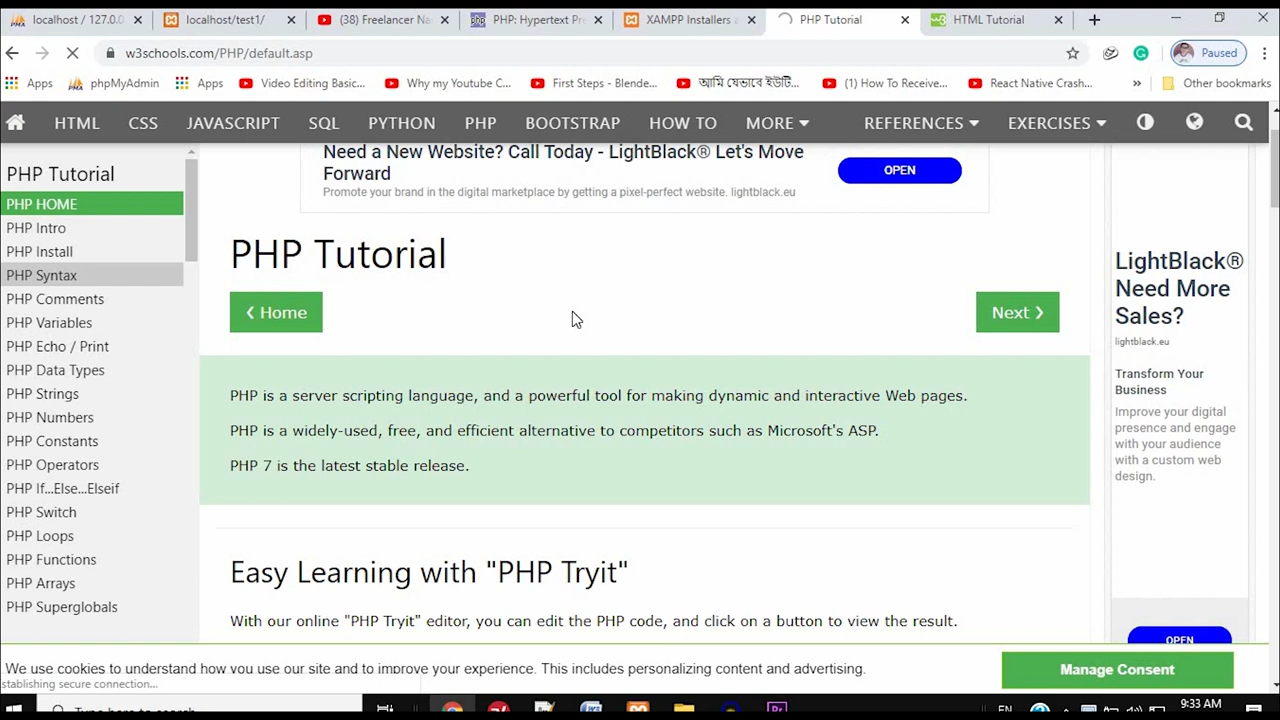 localhost / 127.0.0
localhost/test1/
(38) Freelancer Na
PHP: Hypertext Pre
XAMPP Installers a
PHP Tutorial
HTML Tutorial
w3schools.com/PHP/default.asp
Paused
Apps
phpMyAdmin
Apps
Video Editing Basic...
Why my Youtube C...
First Steps - Blende...
আমি যেভাবে ইউটি...
(1) How To Receive...
React Native Crash...
»
Other bookmarks
HTML
CSS
JAVASCRIPT
SQL
PYTHON
PHP
BOOTSTRAP
HOW TO
MORE
REFERENCES
EXERCISES
PHP Tutorial
PHP HOME
PHP Intro
PHP Install
PHP Syntax
PHP Comments
PHP Variables
PHP Echo / Print
PHP Data Types
PHP Strings
PHP Numbers
PHP Constants
PHP Operators
PHP If...Else...Elseif
PHP Switch
PHP Loops
PHP Functions
PHP Arrays
PHP Superglobals
Need a New Website? Call Today - LightBlack® Let's Move
Forward
Promote your brand in the digital marketplace by getting a pixel-perfect website. lightblack.eu
OPEN
PHP Tutorial
❮ Home
Next ❯
PHP is a server scripting language, and a powerful tool for making dynamic and interactive Web pages.
PHP is a widely-used, free, and efficient alternative to competitors such as Microsoft's ASP.
PHP 7 is the latest stable release.
Easy Learning with "PHP Tryit"
With our online "PHP Tryit" editor, you can edit the PHP code, and click on a button to view the result.
LightBlack®
Need More
Sales?
lightblack.eu
Transform Your
Business
Improve your digital
presence and engage
with your audience
with a custom web
design.
OPEN
We use cookies to understand how you use our site and to improve your experience. This includes personalizing content and advertising.
Manage Consent
stablishing secure connection...
Type here to search
EN
9:33 AM